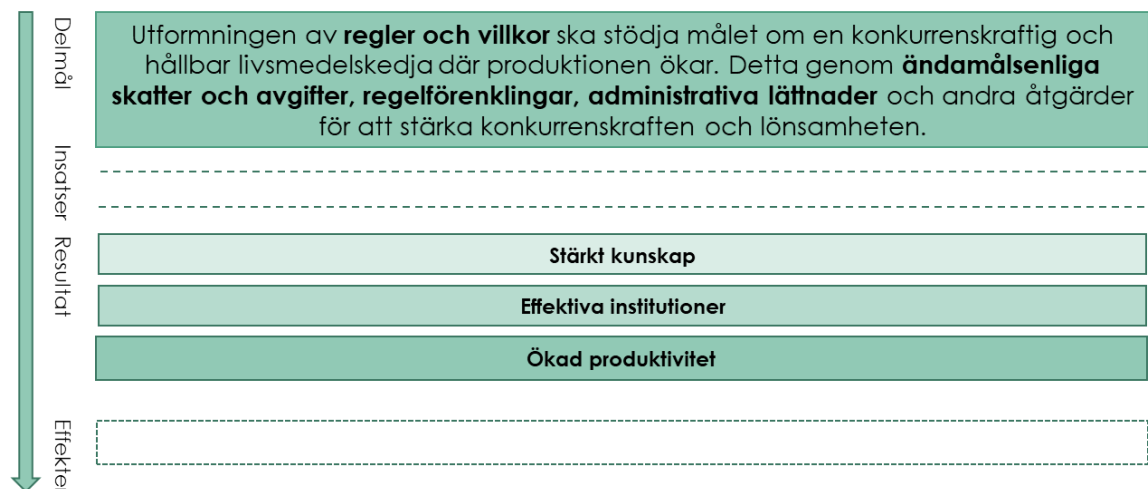 Delmål
Utformningen av regler och villkor ska stödja målet om en konkurrenskraftig och
hållbar livsmedelskedja där produktionen ökar. Detta genom ändamålsenliga
skatter och avgifter, regelförenklingar, administrativa lättnader och andra åtgärder
för att stärka konkurrenskraften och lönsamheten.
Insatser
Resultat
Stärkt kunskap
Effektiva institutioner
Ökad produktivitet
Effekter